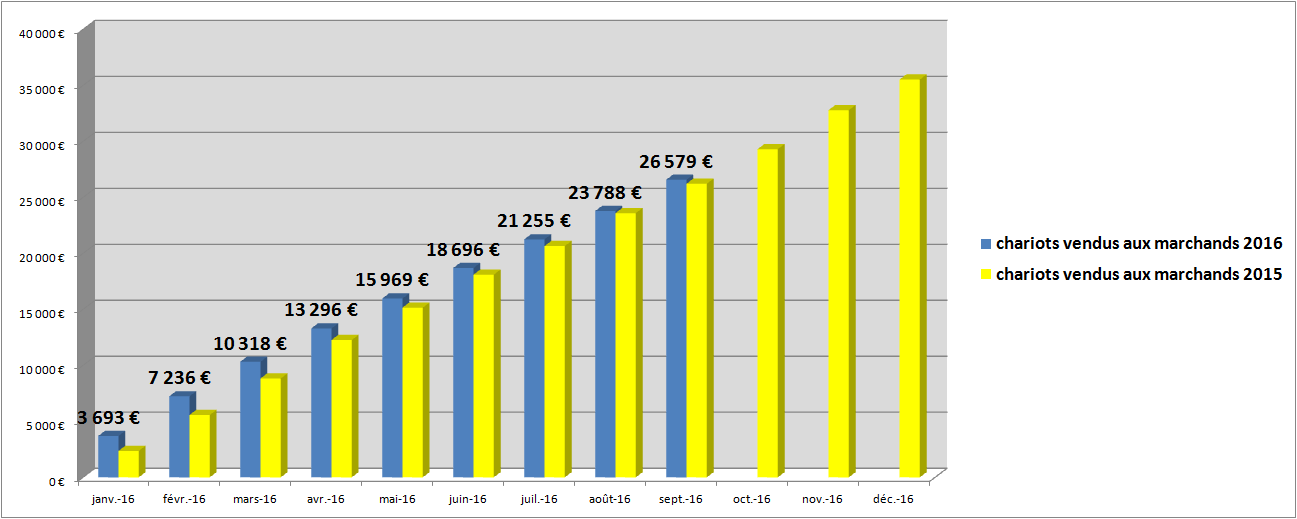 40 000 €
35 000 €
30 000 €
25 000 €
20 000 €
15 000 €
10 000 €
5 000 €
0 €
3 693 €
7 236 €
10 318 €
13 296 €
15 969 €
18 696 €
21 255 €
23 788 €
26 579 €
janv.-16 févr.-16 mars-16 avr.-16 mai-16 juin-16 juil.-16 août-16 sept.-16 oct.-16 nov.-16 déc.-16
chariots vendus aux marchands 2016
chariots vendus aux marchands 2015